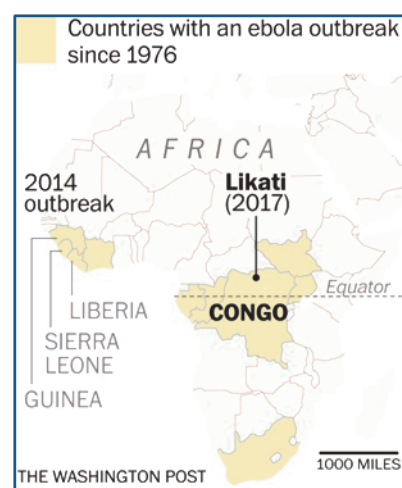 Countries with an ebola outbreak
since 1976
AFRICA
2014
outbreak
Likati
(2017)
Equator
CONGO
LIBERIA
SIERRA
LEONE
GUINEA
1000 MILES
THE WASHINGTON POST